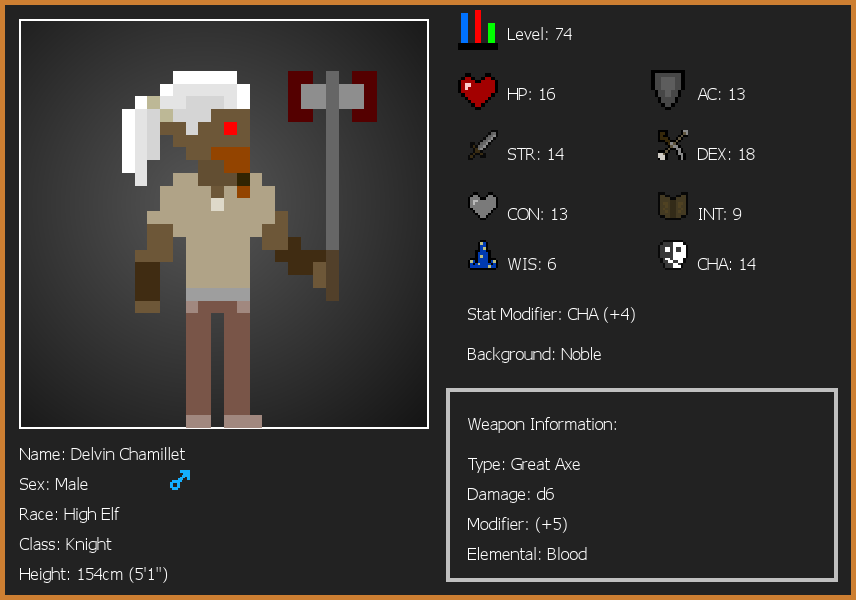 Level: 74
HP: 16
AC: 13
STR: 14
DEX: 18
CON: 13
INT: 9
WIS: 6
CHA: 14
Stat Modifier: CHA (+4)
Background: Noble
Weapon Information:
Type: Great Axe
Damage: d6
Modifier: (+5)
Elemental: Blood
Name: Delvin Chamillet
Sex: Male
Race: High Elf
Class: Knight
Height: 154cm (5'1")